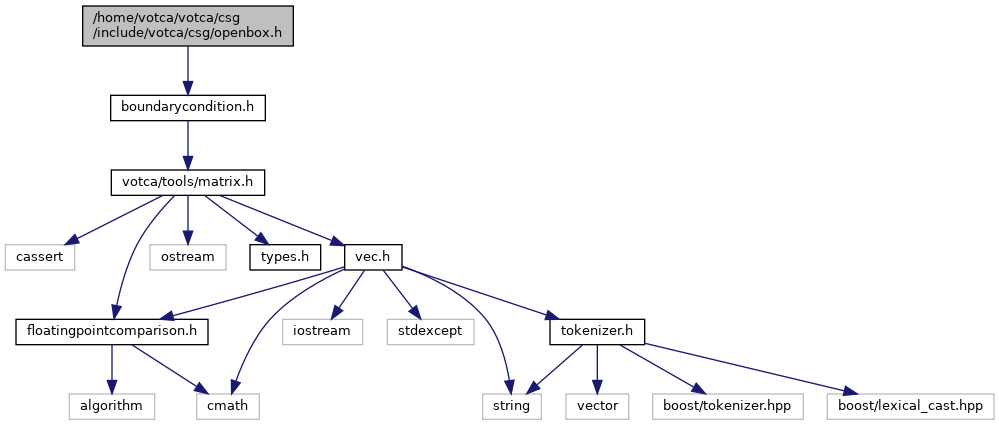 /home/votca/votca/csg
/include/votca/csg/openbox.h
boundarycondition.h
votca/tools/matrix.h
cassert
ostream
types.h
vec.h
floatingpointcomparison.h
iostream
stdexcept
tokenizer.h
algorithm
cmath
string
vector
boost/tokenizer.hpp
boost/lexical_cast.hpp